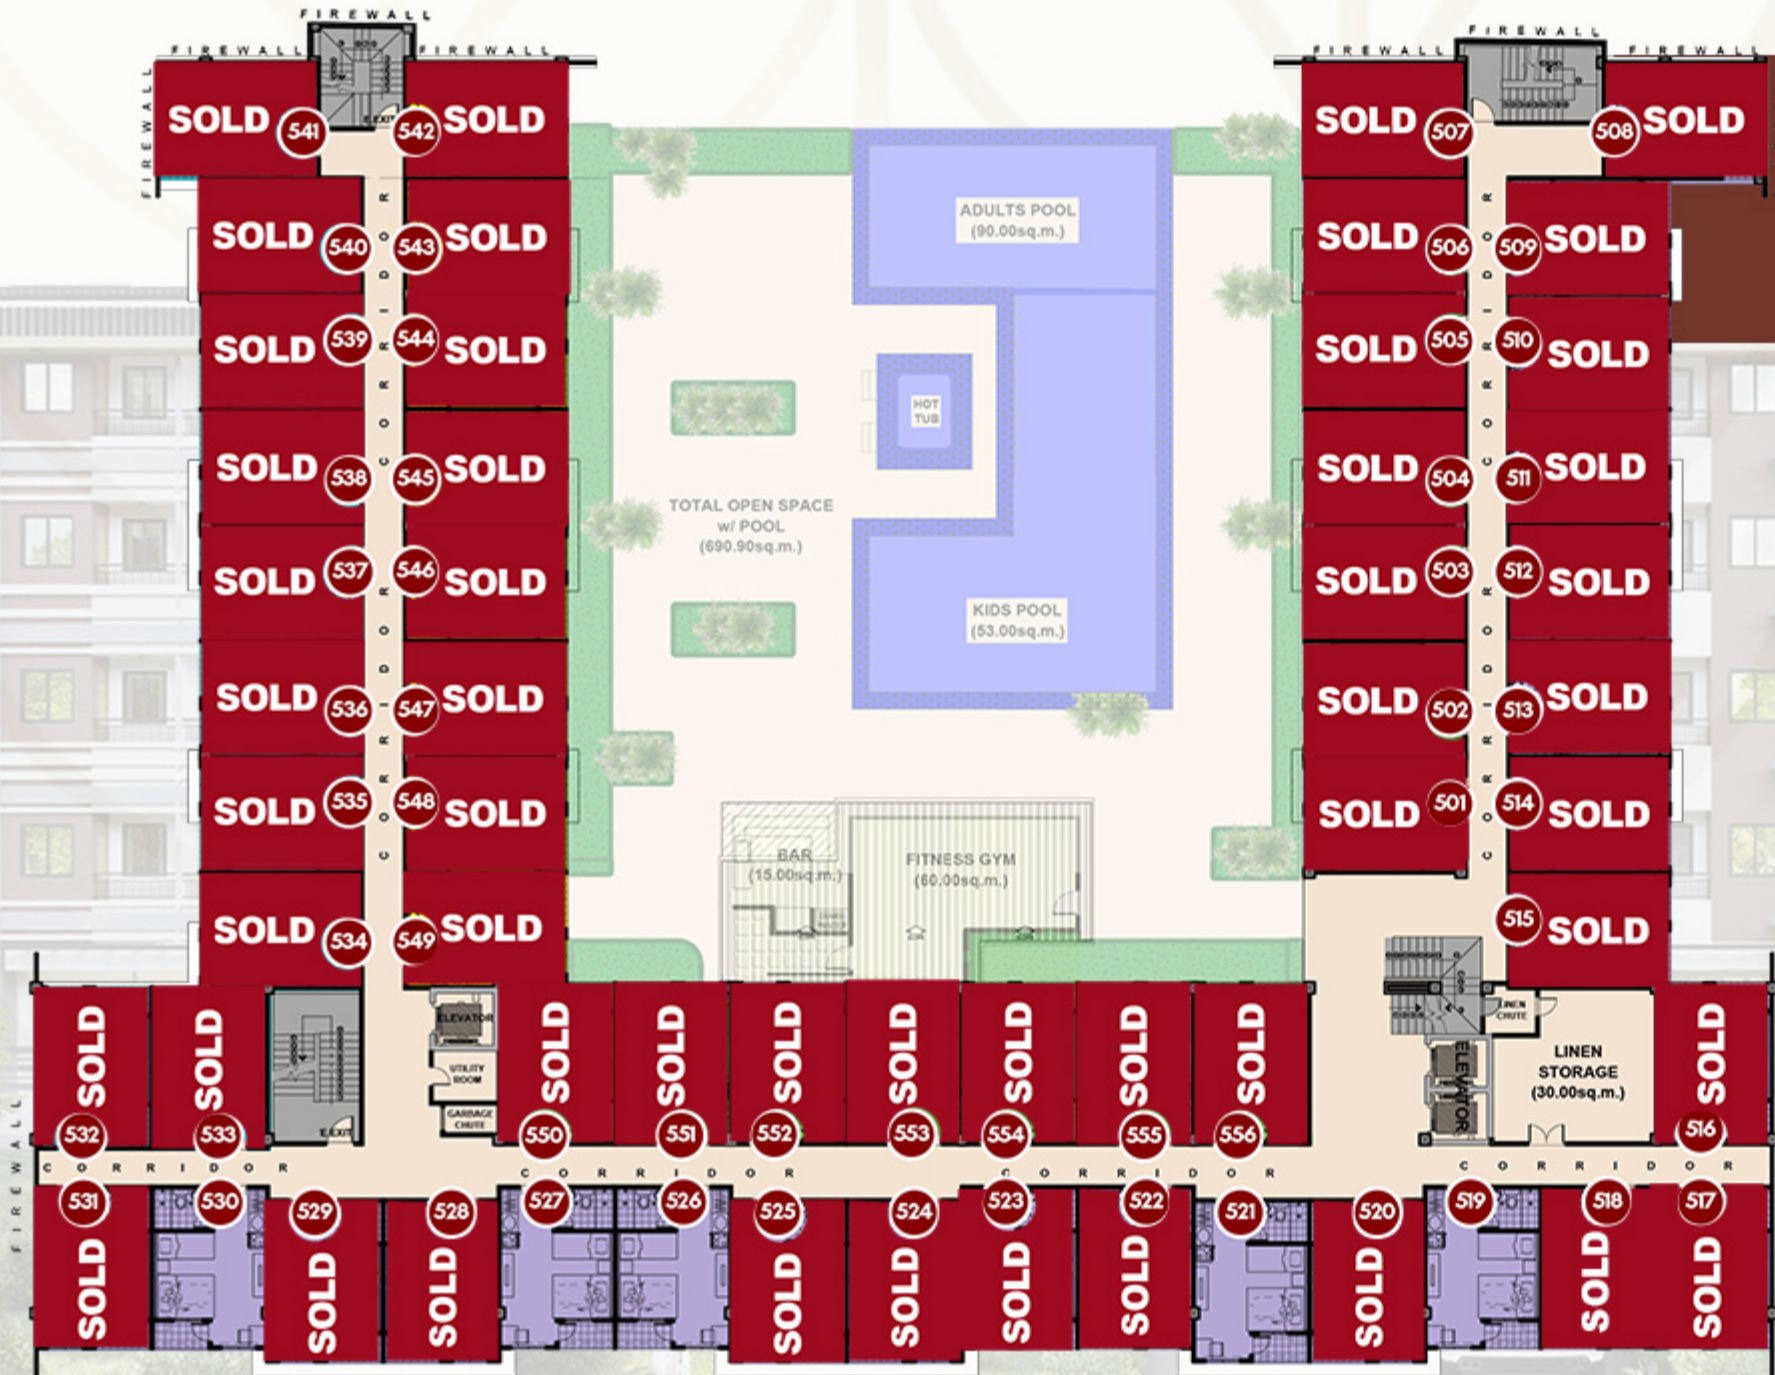 FIREWALL
FIREWALL
FIREWALL
FIREWALL
SOLD
541
E.EXIT
542
SOLD
SOLD
540
543
SOLD
SOLD
539
544
SOLD
SOLD
538
545
SOLD
SOLD
537
546
SOLD
SOLD
536
547
SOLD
SOLD
535
548
SOLD
SOLD
534
549
SOLD
CORRIDOR
CORRIDOR
ADULTS POOL
(90.00sq.m.)
HOT
TUB
TOTAL OPEN SPACE
w/ POOL
(690.90sq.m.)
KIDS POOL
(53.00sq.m.)
BAR
(15.00sq.m.)
FITNESS GYM
(60.00sq.m.)
FIREWALL
FIREWALL
FIREWALL
SOLD
507
508
SOLD
SOLD
506
509
SOLD
SOLD
505
510
SOLD
SOLD
504
511
SOLD
SOLD
503
512
SOLD
SOLD
502
513
SOLD
SOLD
501
514
SOLD
515
SOLD
CORRIDOR
CORRIDOR
SOLD
532
SOLD
533
E.EXIT
ELEVATOR
UTILITY
ROOM
GARBAGE
CHUTE
SOLD
550
SOLD
551
SOLD
552
SOLD
553
SOLD
554
SOLD
555
SOLD
556
LINEN
CHUTE
ELEVATOR
LINEN
STORAGE
(30.00sq.m.)
SOLD
516
FIREWALL
CORRIDOR
CORRIDOR
CORRIDOR
CORRIDOR
531
SOLD
530
529
SOLD
528
SOLD
527
526
525
SOLD
524
SOLD
523
SOLD
522
SOLD
521
520
SOLD
519
518
SOLD
517
SOLD